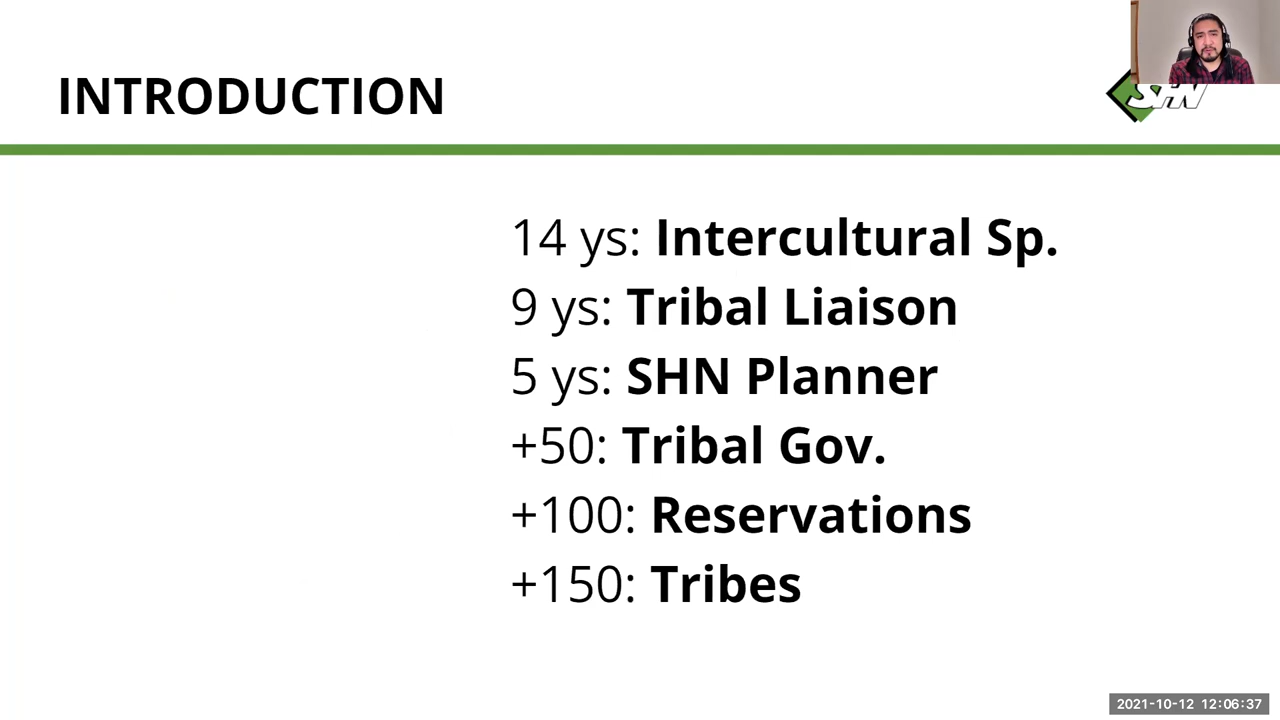 INTRODUCTION
SHN
14 ys: Intercultural Sp.
9 ys: Tribal Liaison
5 ys: SHN Planner
+50: Tribal Gov.
+100: Reservations
+150: Tribes
2021-10-12 12:06:37